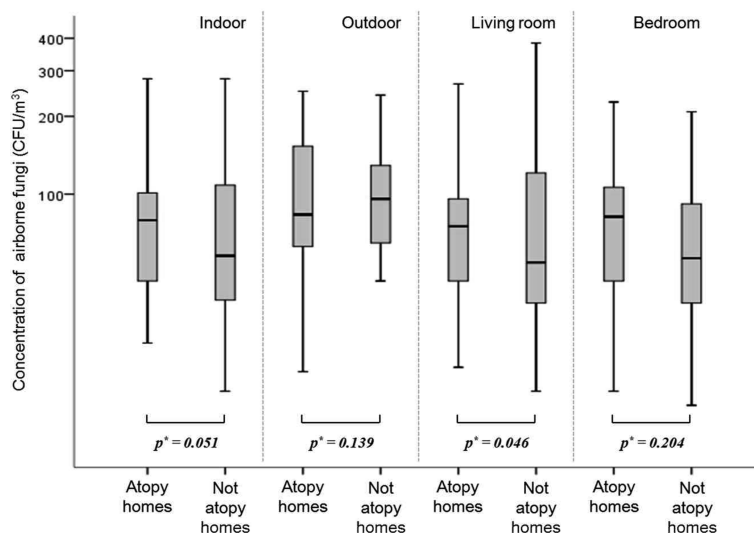 Indoor
Outdoor
Living room
Bedroom
Concentration of airborne fungi (CFU/m³)
400
300
200
100
p* = 0.051
p* = 0.139
p* = 0.046
p* = 0.204
Atopy
homes
Not
atopy
homes
Atopy
homes
Not
atopy
homes
Atopy
homes
Not
atopy
homes
Atopy
homes
Not
atopy
homes